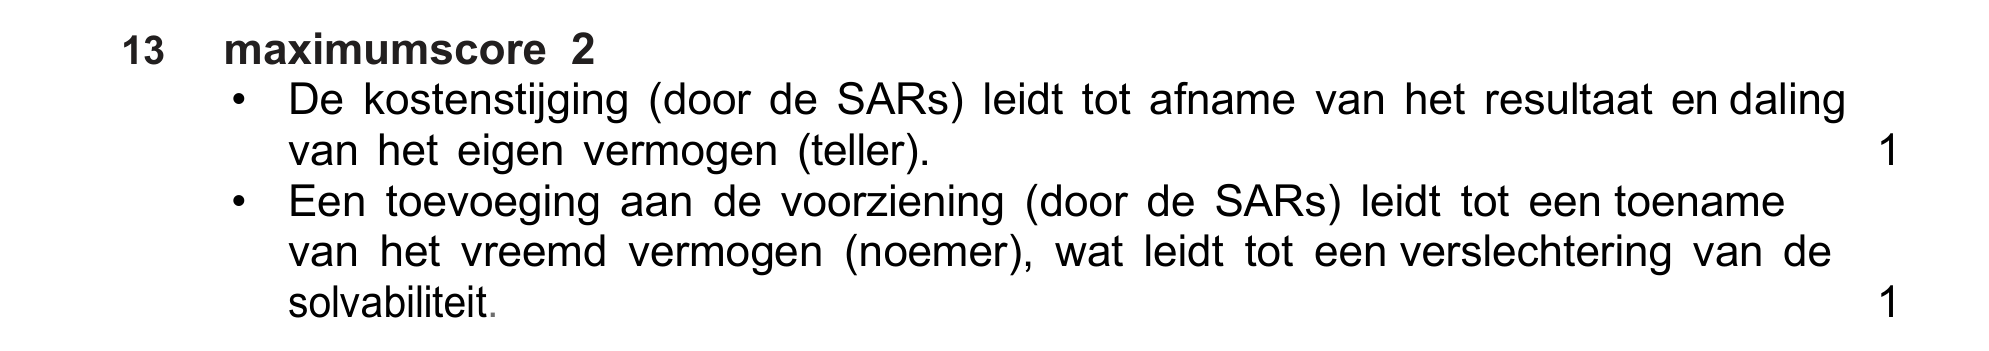 13 maximumscore 2
• De kostenstijging (door de SARs) leidt tot afname van het resultaat en daling
van het eigen vermogen (teller). 1
• Een toevoeging aan de voorziening (door de SARs) leidt tot een toename
van het vreemd vermogen (noemer), wat leidt tot een verslechtering van de
solvabiliteit. 1